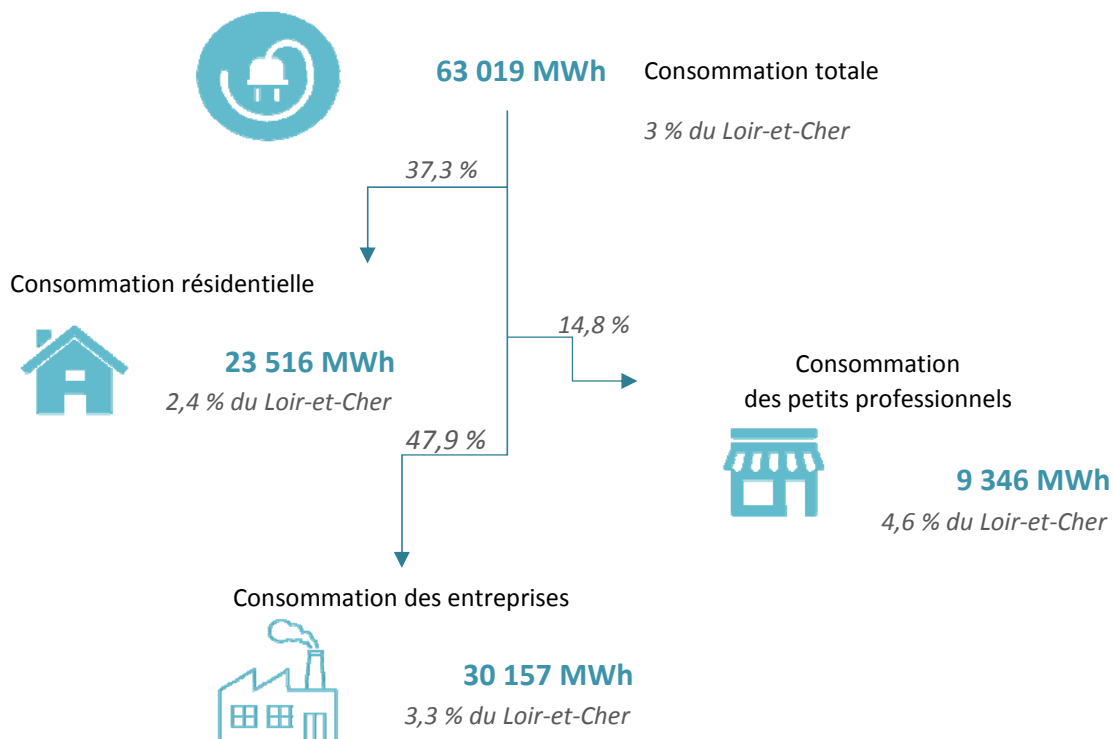 63 019 MWh
Consommation totale
3 % du Loir-et-Cher
37,3 %
Consommation résidentielle
23 516 MWh
2,4 % du Loir-et-Cher
14,8 %
Consommation
des petits professionnels
9 346 MWh
4,6 % du Loir-et-Cher
47,9 %
Consommation des entreprises
30 157 MWh
3,3 % du Loir-et-Cher